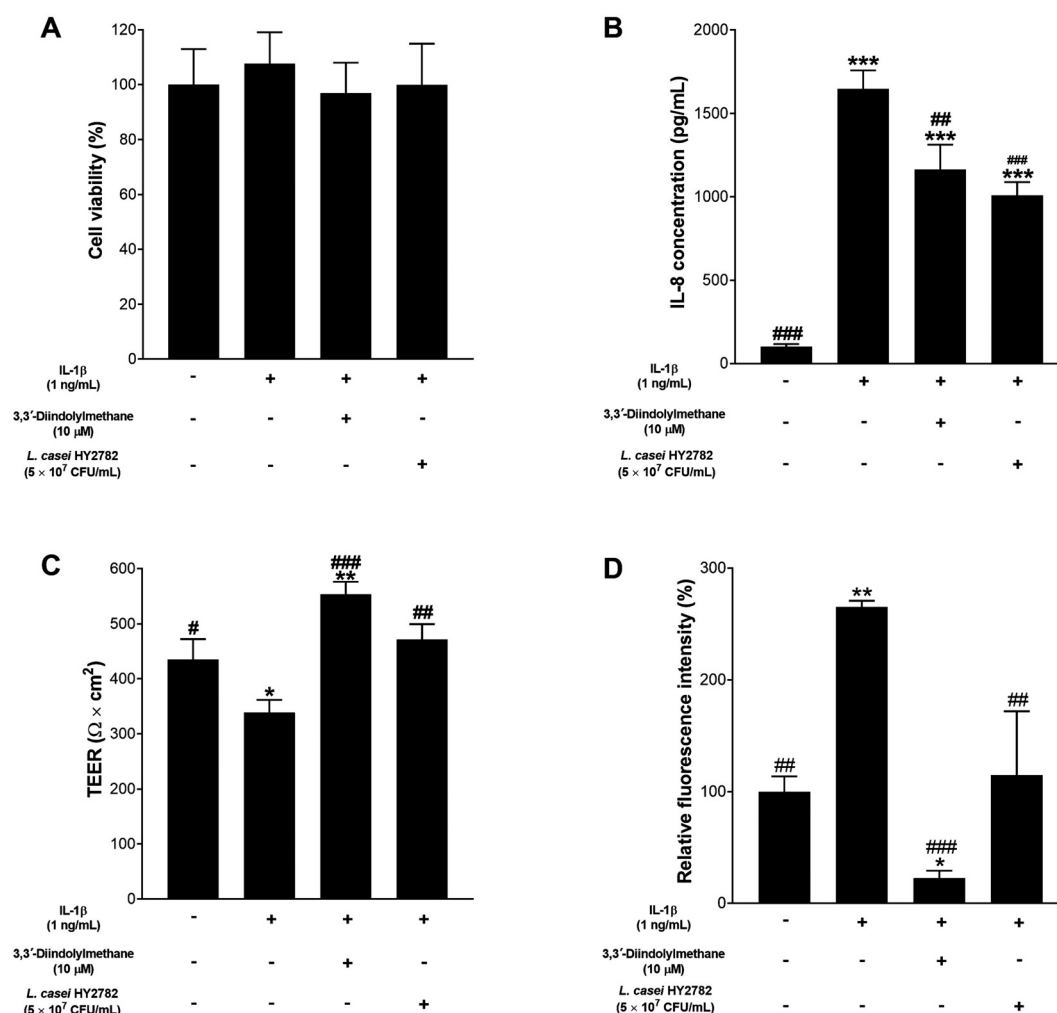 A
Cell viability (%)
120
100
80
60
40
20
0
IL-1β
(1 ng/mL)
- + + +
3,3′-Diindolylmethane
(10 μM)
- - + -
L. casei HY2782
(5 × 10⁷ CFU/mL)
- - - +
B
IL-8 concentration (pg/mL)
2000
1500
1000
500
0
###
***
##
***
###
***
IL-1β
(1 ng/mL)
- + + +
3,3′-Diindolylmethane
(10 μM)
- - + -
L. casei HY2782
(5 × 10⁷ CFU/mL)
- - - +
C
TEER (Ω × cm²)
600
500
400
300
200
100
0
#
*
###
**
##
IL-1β
(1 ng/mL)
- + + +
3,3′-Diindolylmethane
(10 μM)
- - + -
L. casei HY2782
(5 × 10⁷ CFU/mL)
- - - +
D
Relative fluorescence intensity (%)
300
200
100
0
##
**
###
*
##
IL-1β
(1 ng/mL)
- + + +
3,3′-Diindolylmethane
(10 μM)
- - + -
L. casei HY2782
(5 × 10⁷ CFU/mL)
- - - +